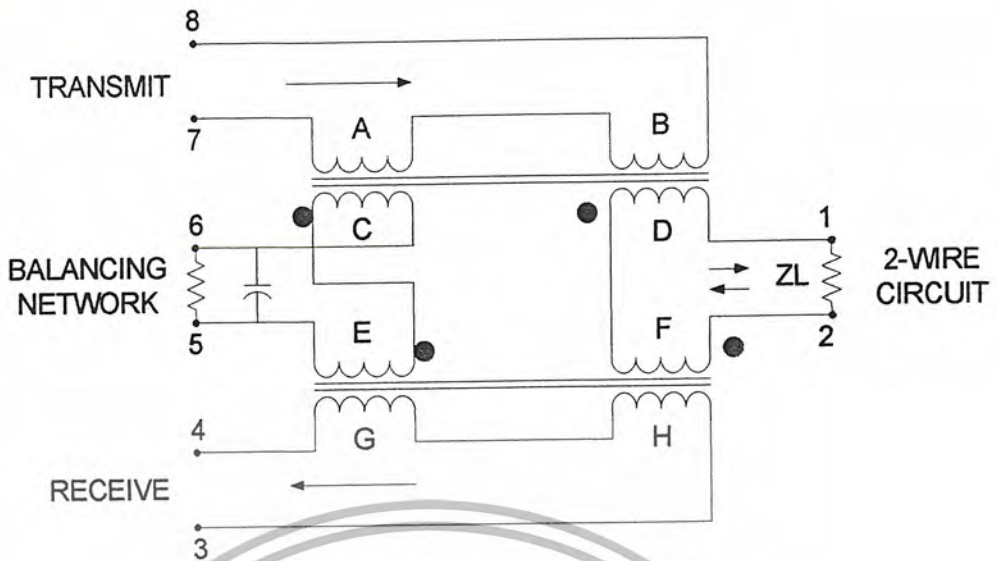 8
TRANSMIT
7
A
B
6
C
D
1
BALANCING
NETWORK
ZL
2-WIRE
CIRCUIT
5
E
F
2
4
G
H
RECEIVE
3